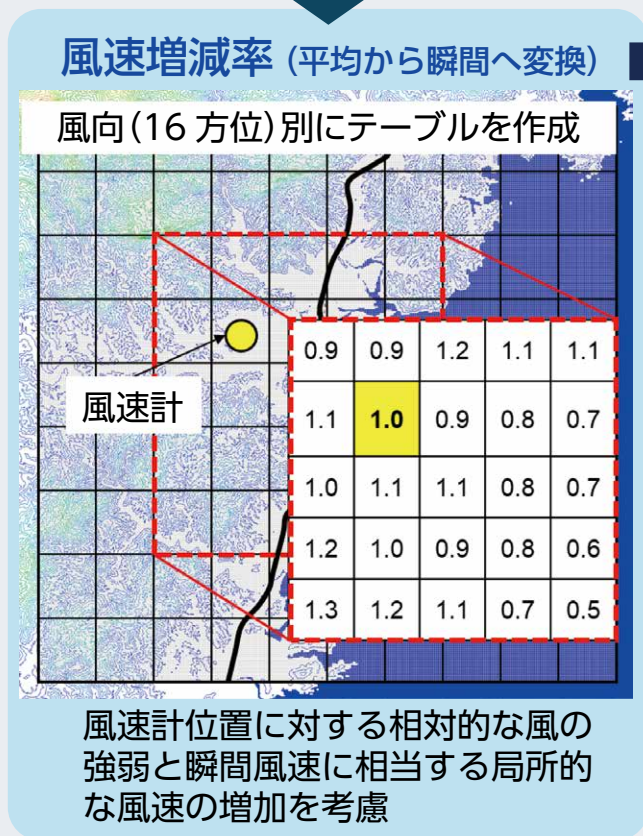 風速増減率（平均から瞬間へ変換）
風向（16 方位）別にテーブルを作成
風速計
0.9 0.9 1.2 1.1 1.1
1.1 1.0 0.9 0.8 0.7
1.0 1.1 1.1 0.8 0.7
1.2 1.0 0.9 0.8 0.6
1.3 1.2 1.1 0.7 0.5
風速計位置に対する相対的な風の
強弱と瞬間風速に相当する局所的
な風速の増加を考慮